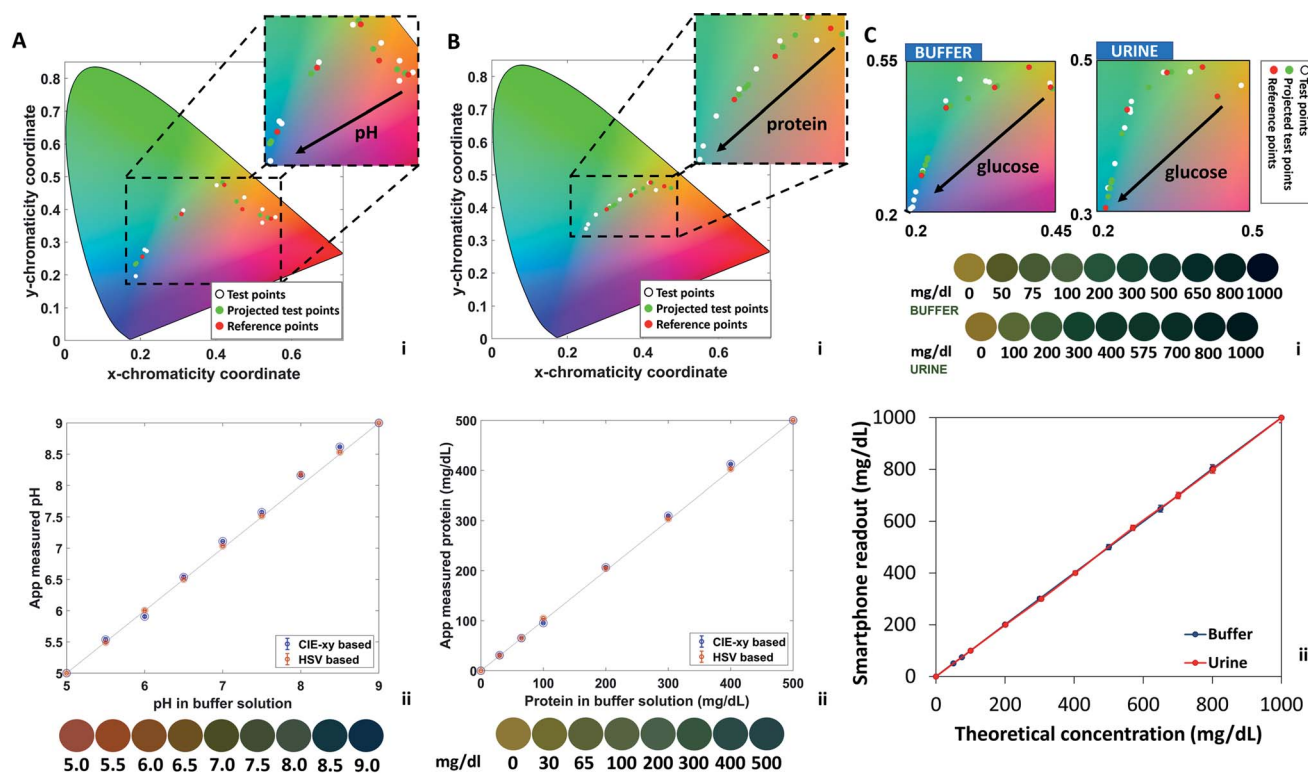 A
y-chromaticity coordinate
0.8
0.7
0.6
0.5
0.4
0.3
0.2
0.1
0
0
0.2
0.4
0.6
x-chromaticity coordinate
pH
Test points
Projected test points
Reference points
i
B
y-chromaticity coordinate
0.8
0.7
0.6
0.5
0.4
0.3
0.2
0.1
0
0
0.2
0.4
0.6
x-chromaticity coordinate
protein
Test points
Projected test points
Reference points
i
C
BUFFER
0.55
0.2
0.2
0.45
glucose
URINE
0.5
0.3
0.2
0.5
glucose
Test points
Projected test points
Reference points
mg/dl
BUFFER
0 50 75 100 200 300 500 650 800 1000
mg/dl
URINE
0 100 200 300 400 575 700 800 1000
i
App measured pH
9
8.5
8
7.5
7
6.5
6
5.5
5
5
6
7
8
9
pH in buffer solution
CIE-xy based
HSV based
ii
5.0 5.5 6.0 6.5 7.0 7.5 8.0 8.5 9.0
App measured protein (mg/dL)
500
400
300
200
100
0
0
100
200
300
400
500
Protein in buffer solution (mg/dL)
CIE-xy based
HSV based
ii
mg/dl
0 30 65 100 200 300 400 500
Smartphone readout (mg/dL)
1000
800
600
400
200
0
0
200
400
600
800
1000
Theoretical concentration (mg/dL)
Buffer
Urine
ii